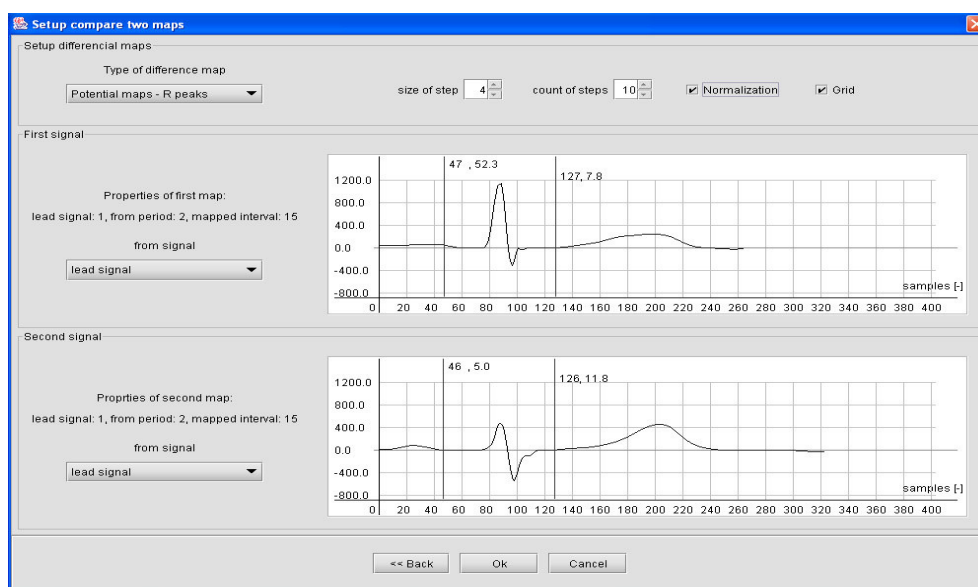 Setup compare two maps
Setup differencial maps
Type of difference map
Potential maps - R peaks
size of step 4 count of steps 10 Normalization Grid
First signal
Properties of first map:
lead signal: 1, from period: 2, mapped interval: 15
from signal
lead signal
47 , 52.3
127, 7.8
1200.0
800.0
400.0
0.0
-400.0
-800.0
samples [-]
0 20 40 60 80 100 120 140 160 180 200 220 240 260 280 300 320 340 360 380 400
Second signal
Proprties of second map:
lead signal: 1, from period: 2, mapped interval: 15
from signal
lead signal
46 , 5.0
126, 11.8
1200.0
800.0
400.0
0.0
-400.0
-800.0
samples [-]
0 20 40 60 80 100 120 140 160 180 200 220 240 260 280 300 320 340 360 380 400
<< Back Ok Cancel